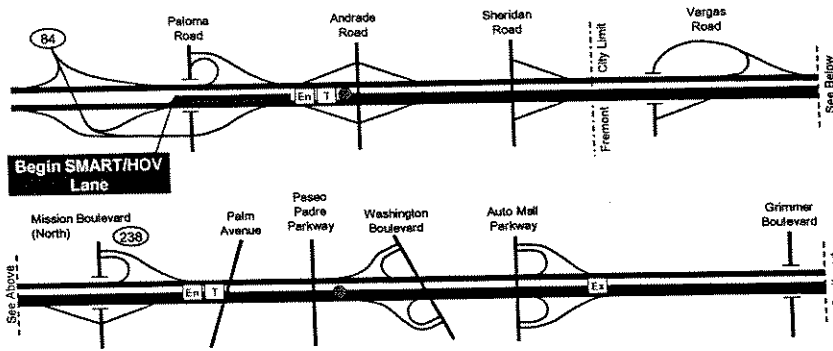 84
Paloma
Road
Andrade
Road
Sheridan
Road
City Limit
Fremont
Vargas
Road
See Below
En T
Begin SMART/HOV
Lane
Mission Boulevard
(North)
238
Palm
Avenue
Paseo
Padre
Parkway
Washington
Boulevard
Auto Mall
Parkway
Grimmer
Boulevard
See Above
En T
Ex